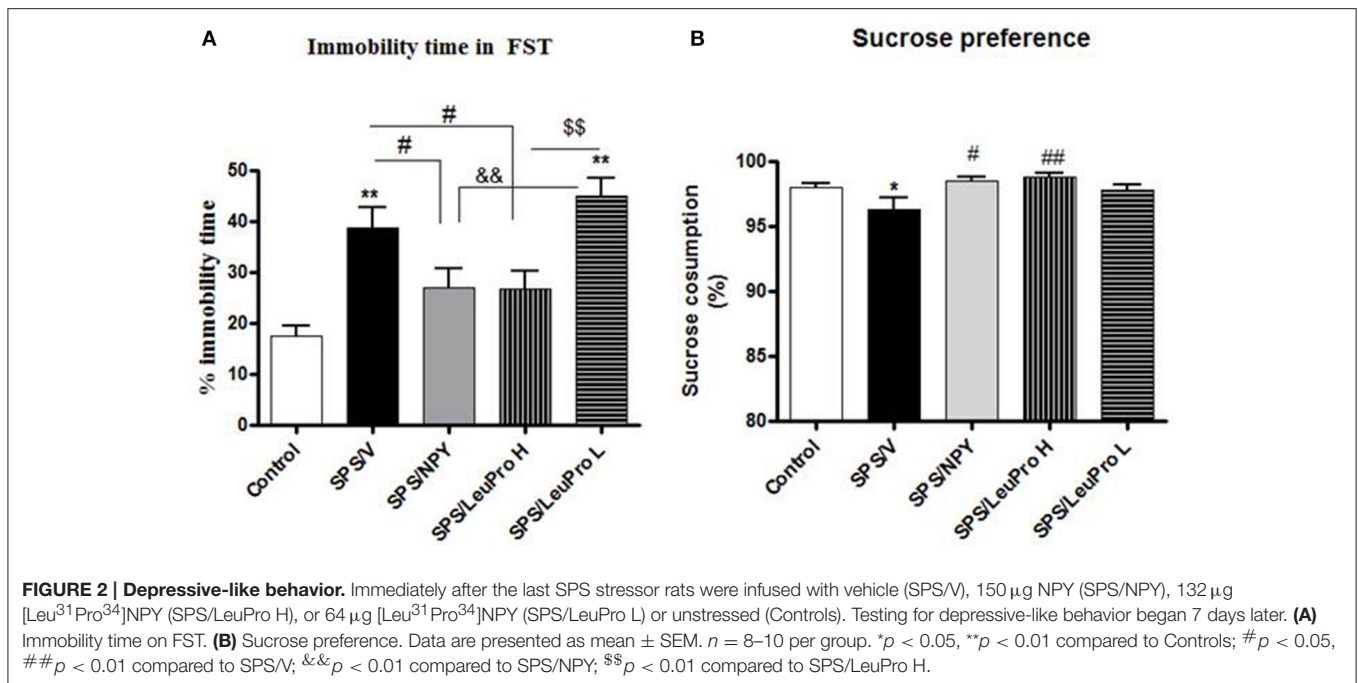 A
Immobility time in FST
#
#
$$
**
&&
**
% immobility time
50
40
30
20
10
0
Control
SPS/V
SPS/NPY
SPS/LeuPro H
SPS/LeuPro L
B
Sucrose preference
#
##
*
Sucrose cosumption
(%)
100
95
90
85
80
Control
SPS/V
SPS/NPY
SPS/LeuPro H
SPS/LeuPro L
FIGURE 2 | Depressive-like behavior. Immediately after the last SPS stressor rats were infused with vehicle (SPS/V), 150 μg NPY (SPS/NPY), 132 μg
[Leu³¹Pro³⁴]NPY (SPS/LeuPro H), or 64 μg [Leu³¹Pro³⁴]NPY (SPS/LeuPro L) or unstressed (Controls). Testing for depressive-like behavior began 7 days later. (A)
Immobility time on FST. (B) Sucrose preference. Data are presented as mean ± SEM. n = 8–10 per group. *p < 0.05, **p < 0.01 compared to Controls; #p < 0.05,
##p < 0.01 compared to SPS/V; &&p < 0.01 compared to SPS/NPY; $$p < 0.01 compared to SPS/LeuPro H.